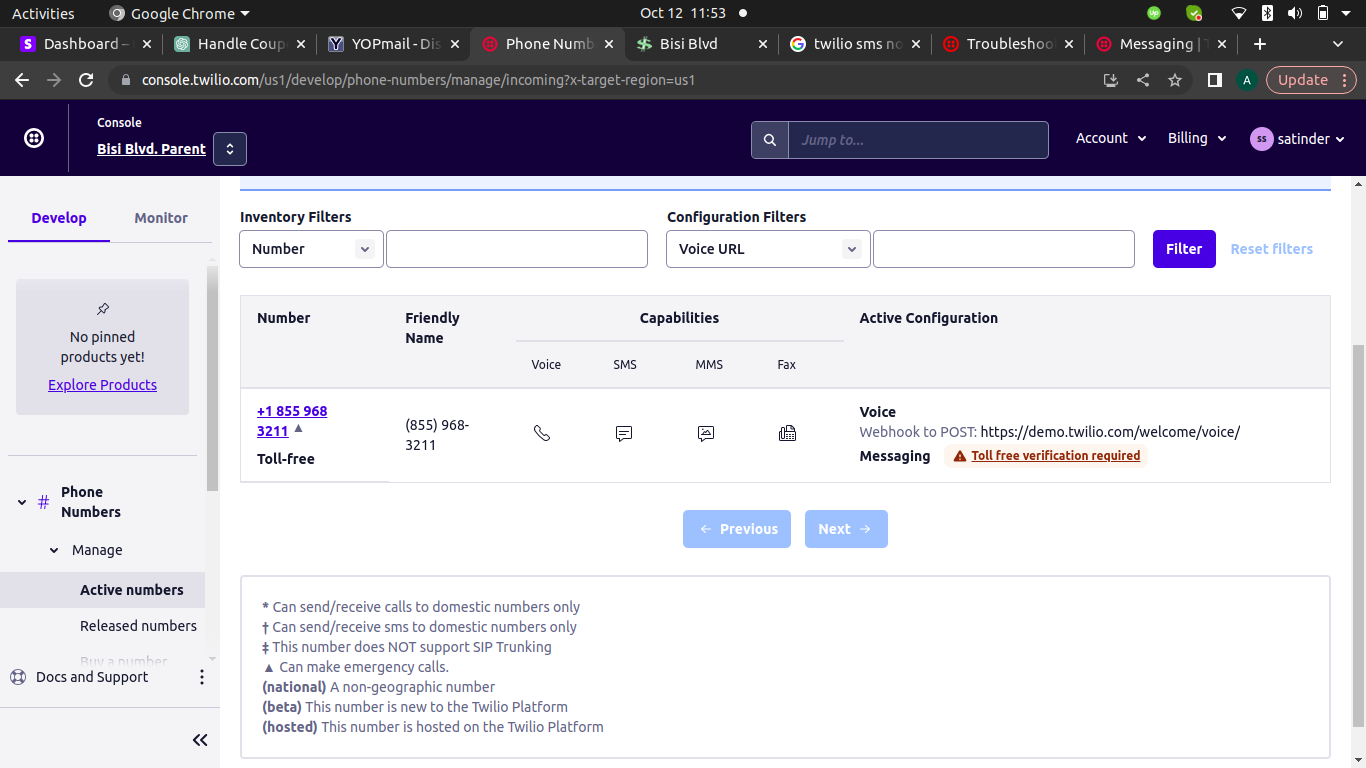 Activities
Google Chrome
Oct 12 11:53
Dashboard –
Handle Coup
YOPmail - Dis
Phone Numb
Bisi Blvd
twilio sms no
Troubleshoo
Messaging | T
console.twilio.com/us1/develop/phone-numbers/manage/incoming?x-target-region=us1
A
Update
Console
Bisi Blvd. Parent
Jump to...
Account
Billing
ss
satinder
Develop
Monitor
No pinned
products yet!
Explore Products
# Phone
Numbers
Manage
Active numbers
Released numbers
Buy a number
Docs and Support
Inventory Filters
Configuration Filters
Number
Voice URL
Filter
Reset filters
Number
Friendly
Name
Capabilities
Active Configuration
Voice
SMS
MMS
Fax
+1 855 968
3211 ▲
Toll-free
(855) 968-
3211
Voice
Webhook to POST: https://demo.twilio.com/welcome/voice/
Messaging
Toll free verification required
← Previous
Next →
* Can send/receive calls to domestic numbers only
† Can send/receive sms to domestic numbers only
‡ This number does NOT support SIP Trunking
▲ Can make emergency calls.
(national) A non-geographic number
(beta) This number is new to the Twilio Platform
(hosted) This number is hosted on the Twilio Platform